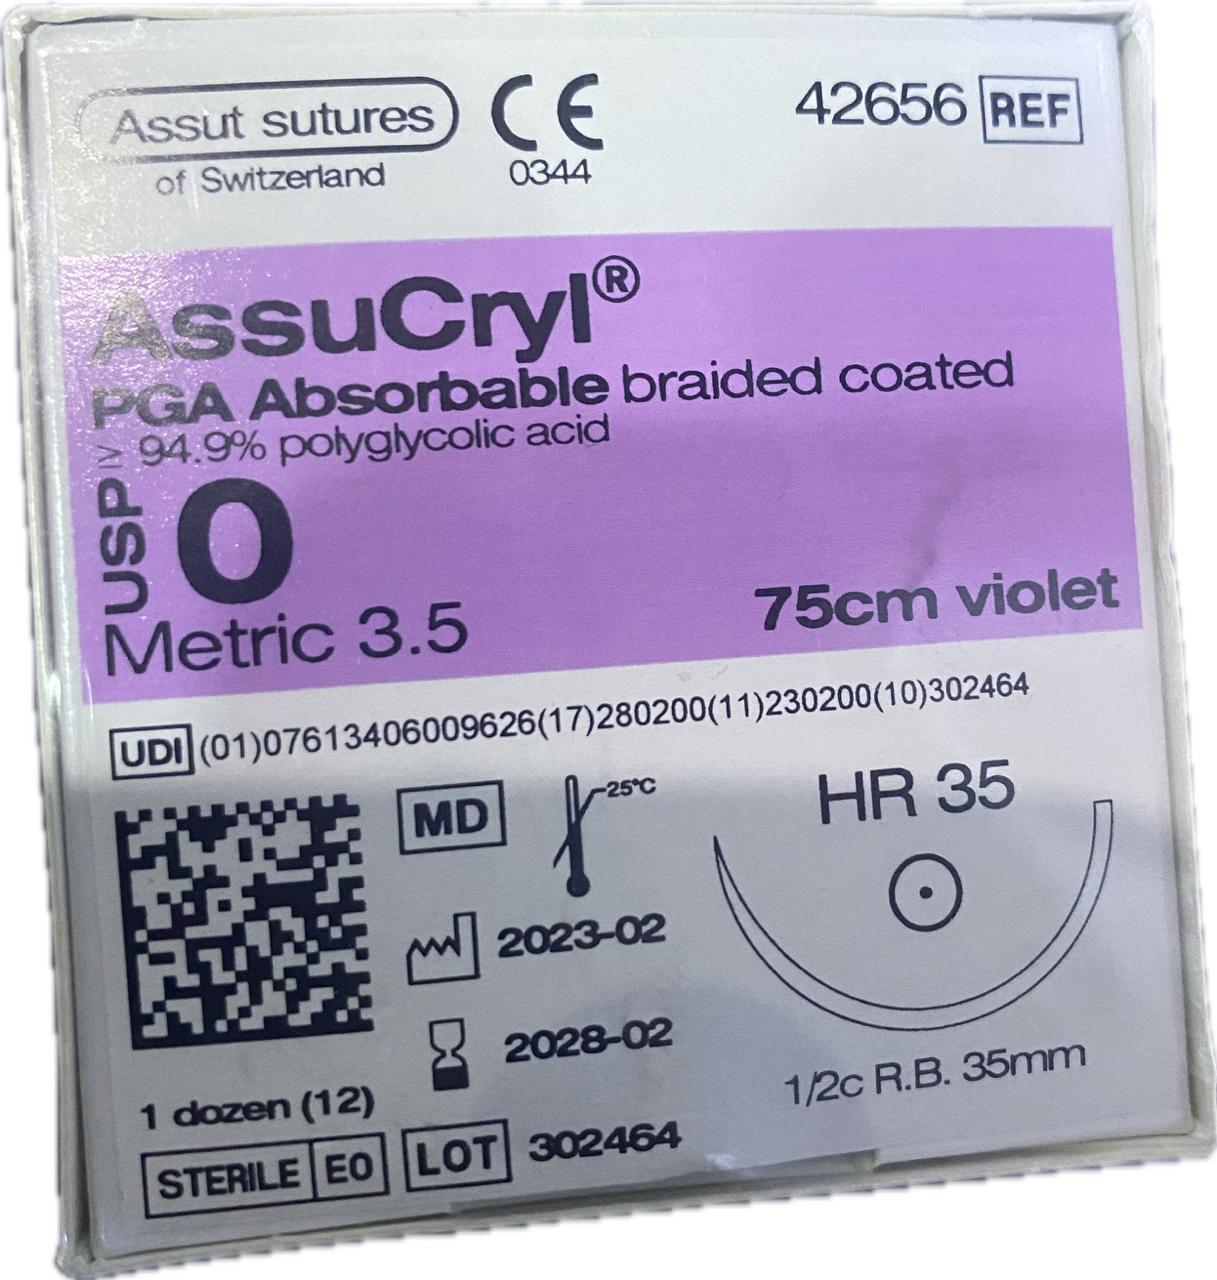 Assut sutures
of Switzerland
CE
0344
42656 REF
AssuCryl®
PGA Absorbable braided coated
94.9% polyglycolic acid
USP IV
0
Metric 3.5
75cm violet
UDI (01)07613406009626(17)280200(11)230200(10)302464
MD
25°C
HR 35
2023-02
2028-02
1/2c R.B. 35mm
1 dozen (12)
STERILE EO LOT 302464